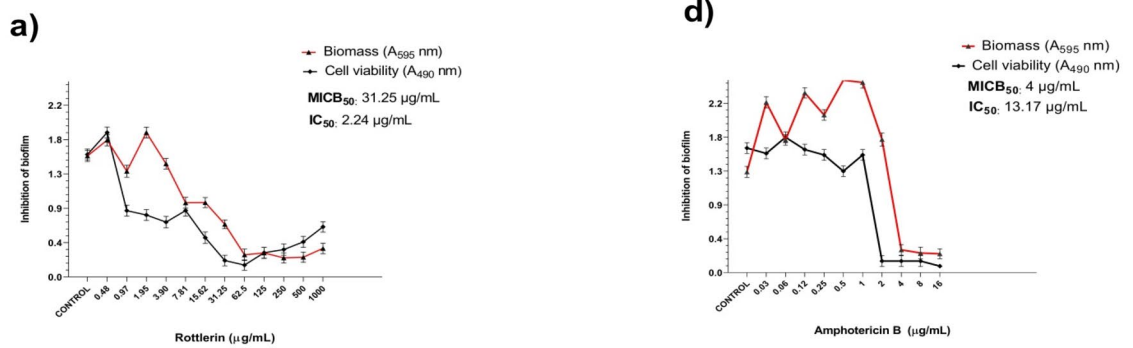 a)
Biomass (A595 nm)
Cell viability (A490 nm)
MICB50: 31.25 µg/mL
IC50: 2.24 µg/mL
Inhibition of biofilm
2.2
1.8
1.3
0.9
0.4
0.0
CONTROL 0.48 0.97 1.95 3.90 7.81 15.62 31.25 62.5 125 250 500 1000
Rottlerin (µg/mL)
d)
Biomass (A595 nm)
Cell viability (A490 nm)
MICB50: 4 µg/mL
IC50: 13.17 µg/mL
Inhibition of biofilm
2.2
1.8
1.3
0.9
0.4
0.0
CONTROL 0.03 0.06 0.12 0.25 0.5 1 2 4 8 16
Amphotericin B (µg/mL)